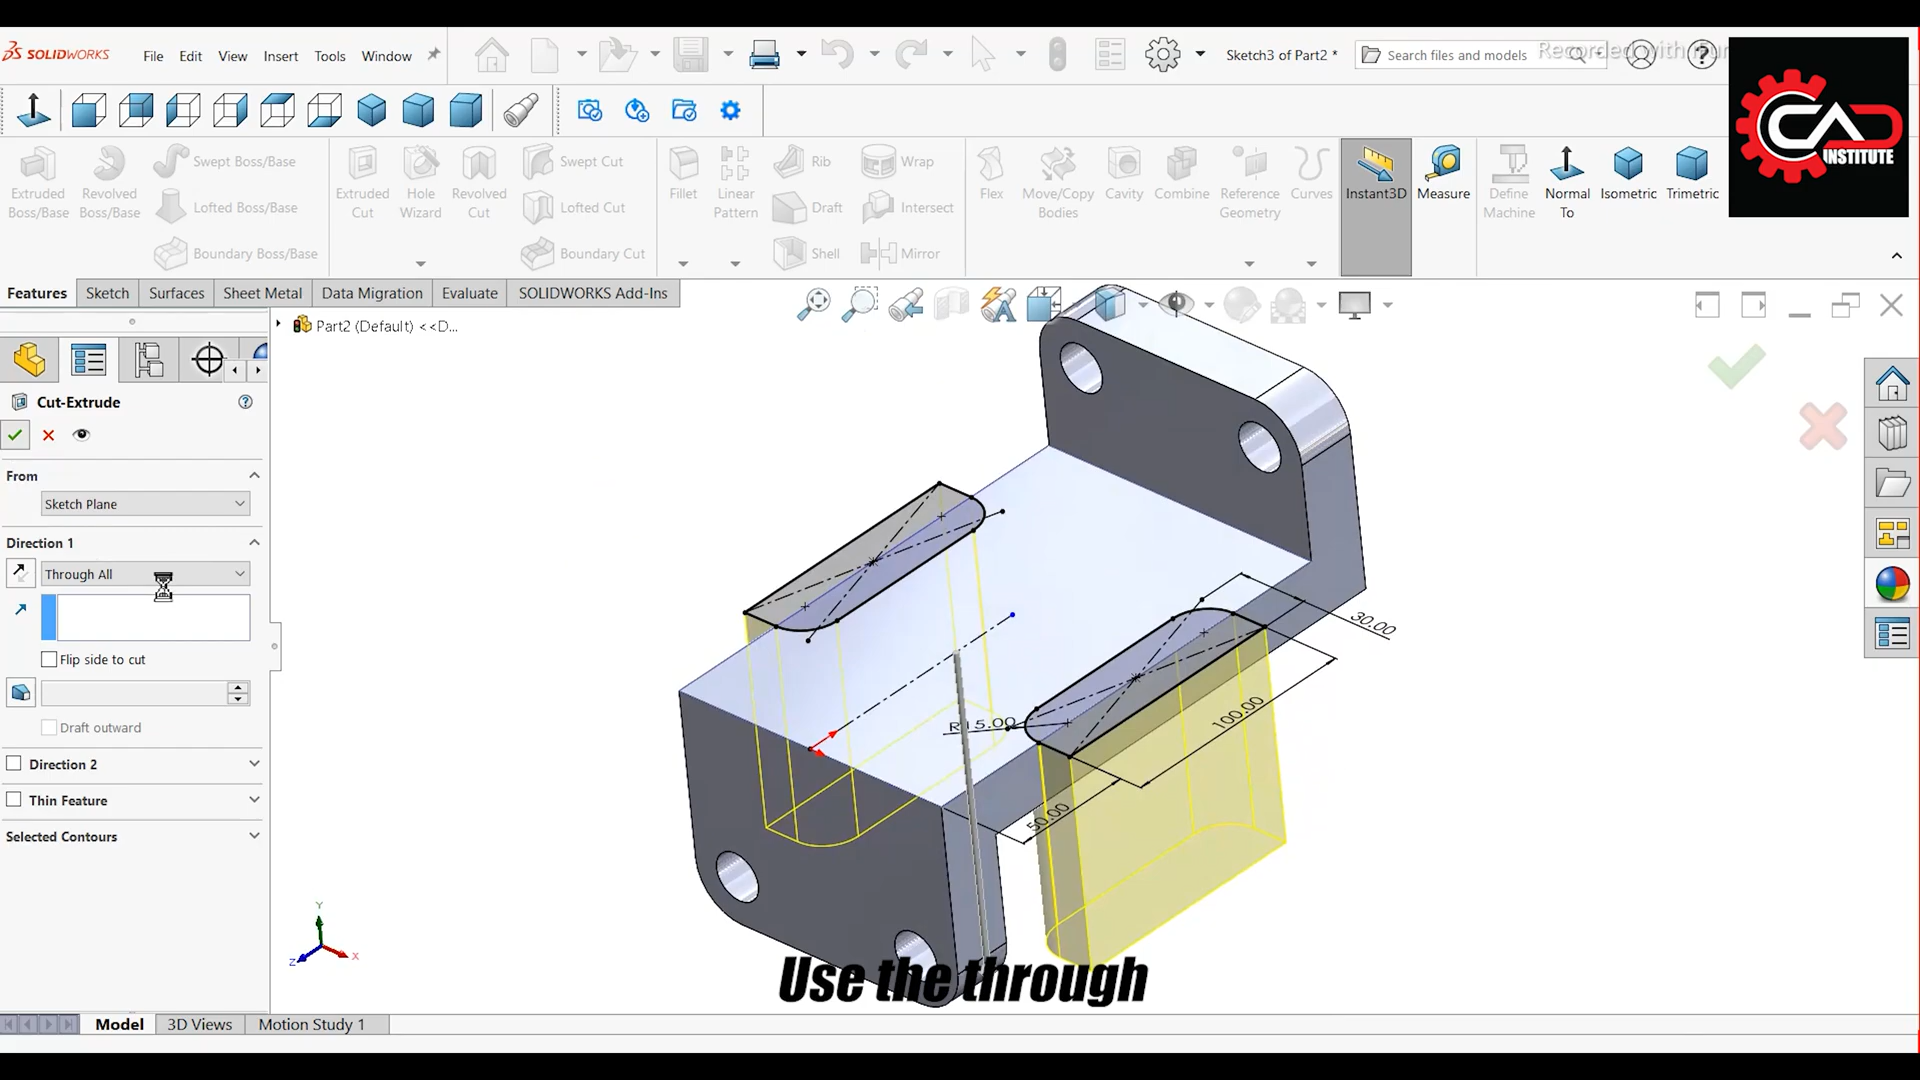 SOLIDWORKS
File Edit View Insert Tools Window
Sketch3 of Part2 *
Search files and models
Recorded with
CAD
INSTITUTE
Extruded Boss/Base
Revolved Boss/Base
Swept Boss/Base
Lofted Boss/Base
Boundary Boss/Base
Extruded Cut
Hole Wizard
Revolved Cut
Swept Cut
Lofted Cut
Boundary Cut
Fillet
Linear Pattern
Rib
Draft
Shell
Wrap
Intersect
Mirror
Flex
Move/Copy Bodies
Cavity
Combine
Reference Geometry
Curves
Instant3D
Measure
Define Machine
Normal To
Isometric
Trimetric
Features Sketch Surfaces Sheet Metal Data Migration Evaluate SOLIDWORKS Add-Ins
Part2 (Default) <<D...
Cut-Extrude
From
Sketch Plane
Direction 1
Through All
Flip side to cut
Draft outward
Direction 2
Thin Feature
Selected Contours
30.00
100.00
R15.00
50.00
Y
X
Z
Use the through
Model 3D Views Motion Study 1